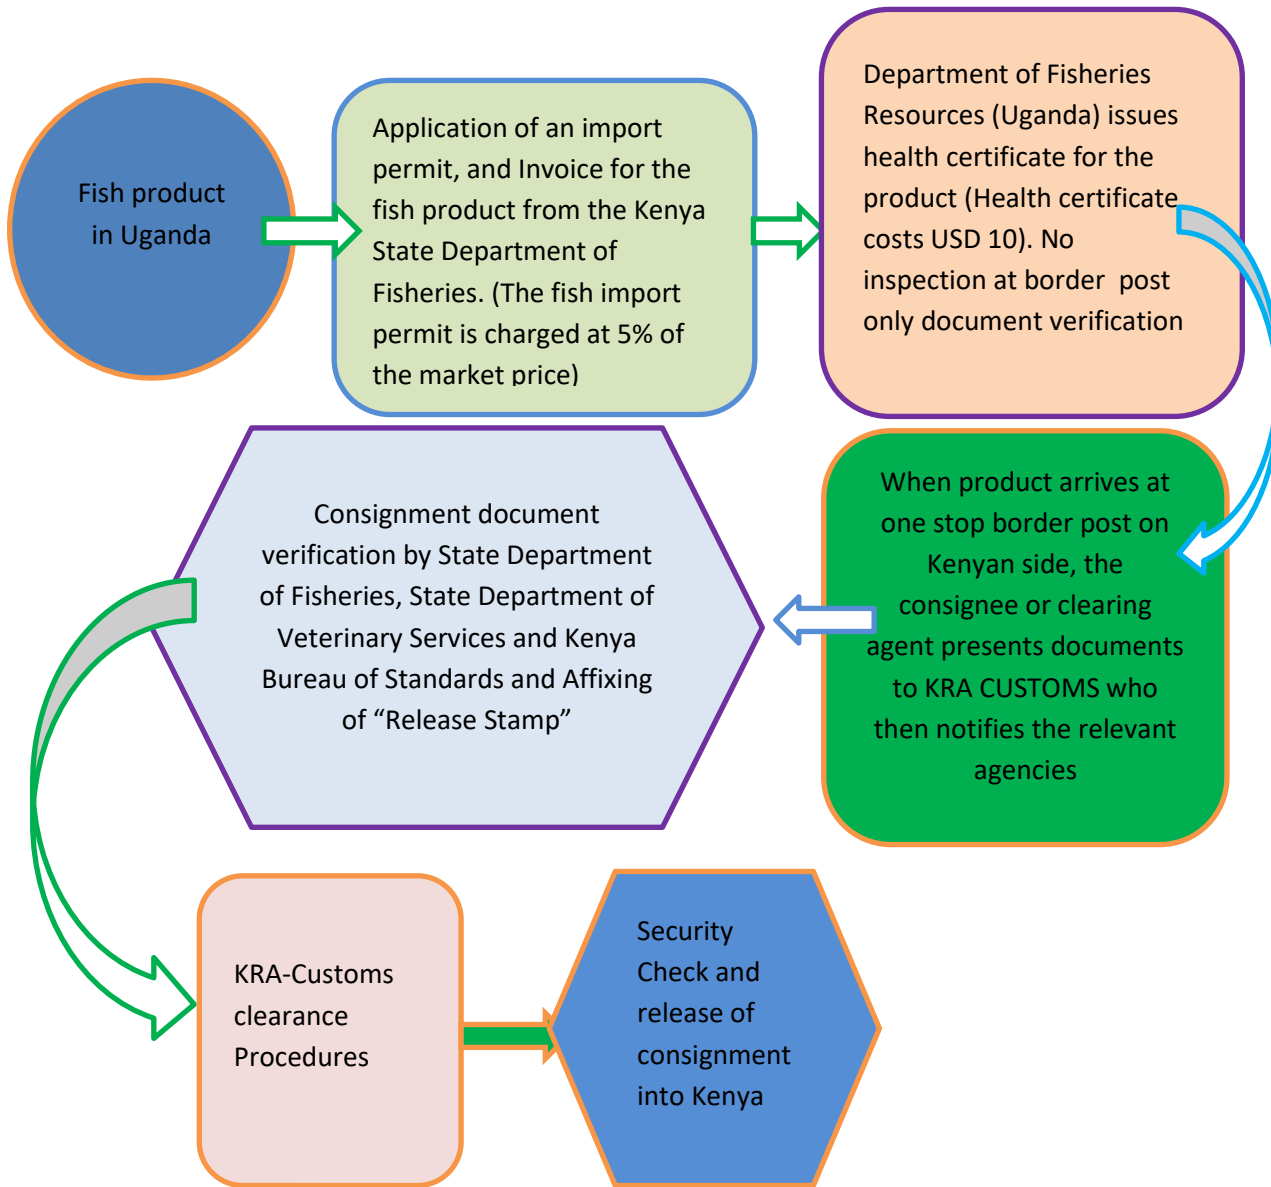 Fish product
in Uganda
Application of an import
permit, and Invoice for the
fish product from the Kenya
State Department of
Fisheries. (The fish import
permit is charged at 5% of
the market price)
Department of Fisheries
Resources (Uganda) issues
health certificate for the
product (Health certificate
costs USD 10). No
inspection at border post
only document verification
When product arrives at
one stop border post on
Kenyan side, the
consignee or clearing
agent presents documents
to KRA CUSTOMS who
then notifies the relevant
agencies
Consignment document
verification by State Department
of Fisheries, State Department of
Veterinary Services and Kenya
Bureau of Standards and Affixing
of “Release Stamp”
KRA-Customs
clearance
Procedures
Security
Check and
release of
consignment
into Kenya